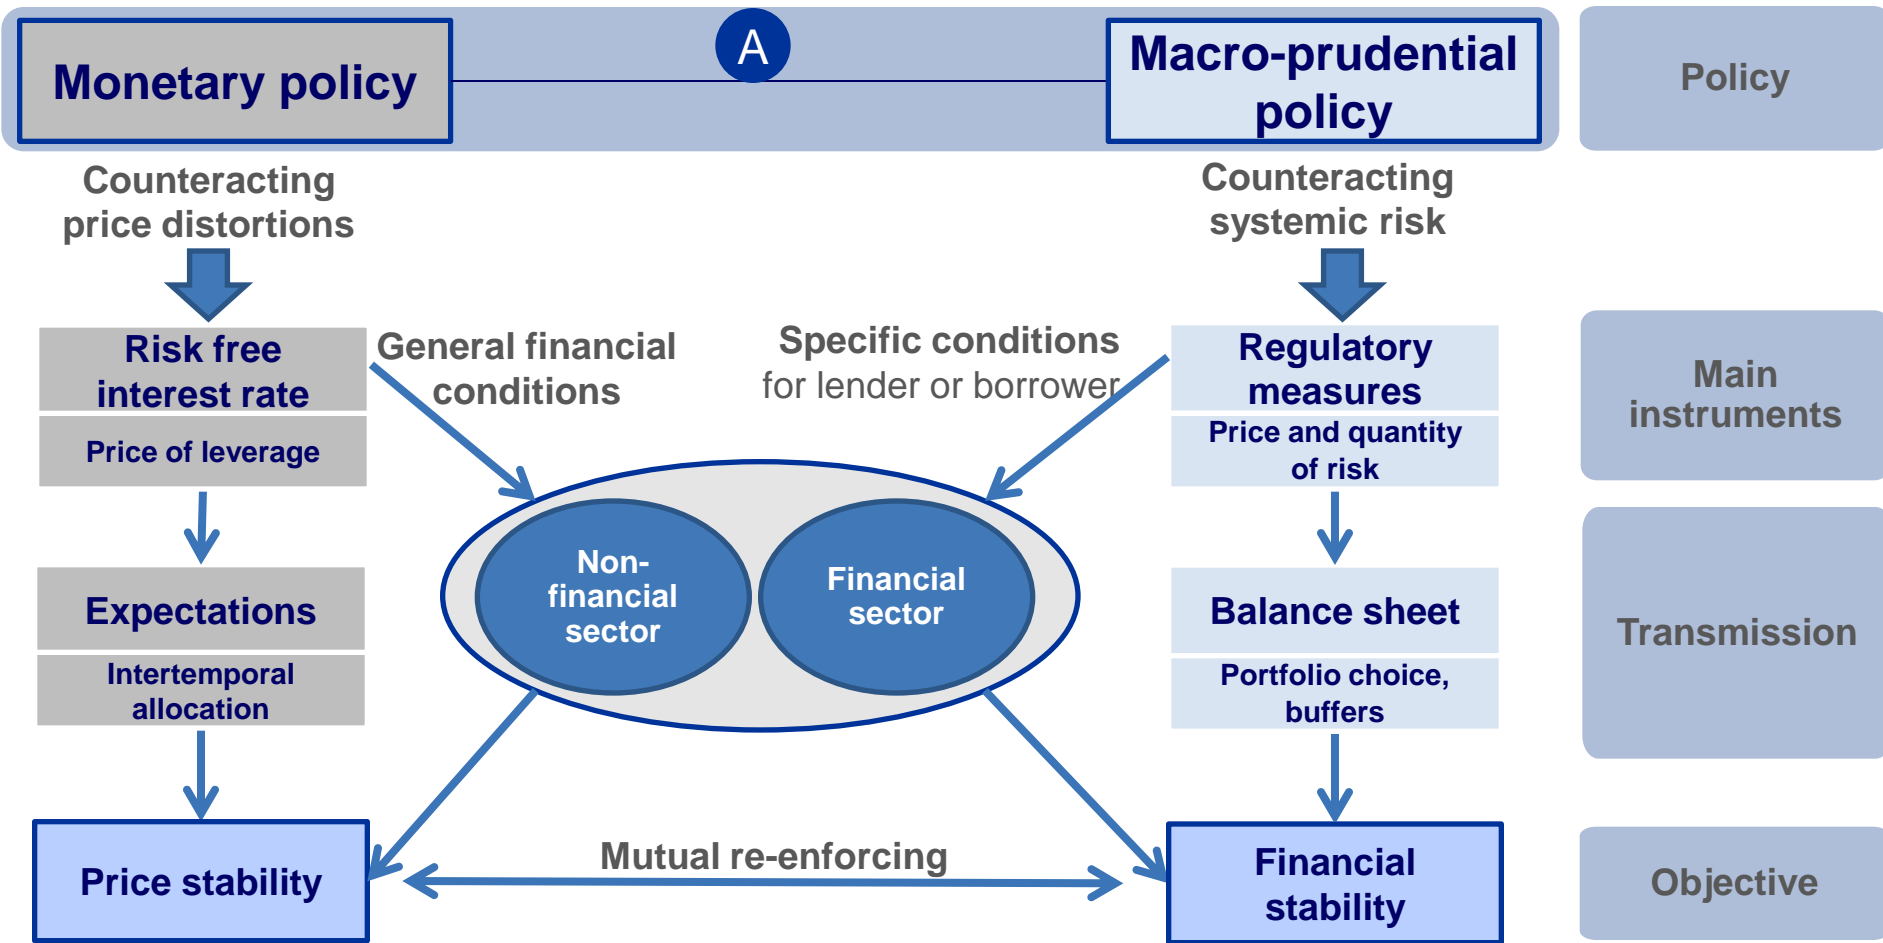 A
Monetary policy
Macro-prudential
policy
Policy
Counteracting
price distortions
Counteracting
systemic risk
Risk free
interest rate
Price of leverage
General financial
conditions
Specific conditions
for lender or borrower
Regulatory
measures
Price and quantity
of risk
Main
instruments
Non-
financial
sector
Financial
sector
Expectations
Intertemporal
allocation
Balance sheet
Portfolio choice,
buffers
Transmission
Price stability
Mutual re-enforcing
Financial
stability
Objective